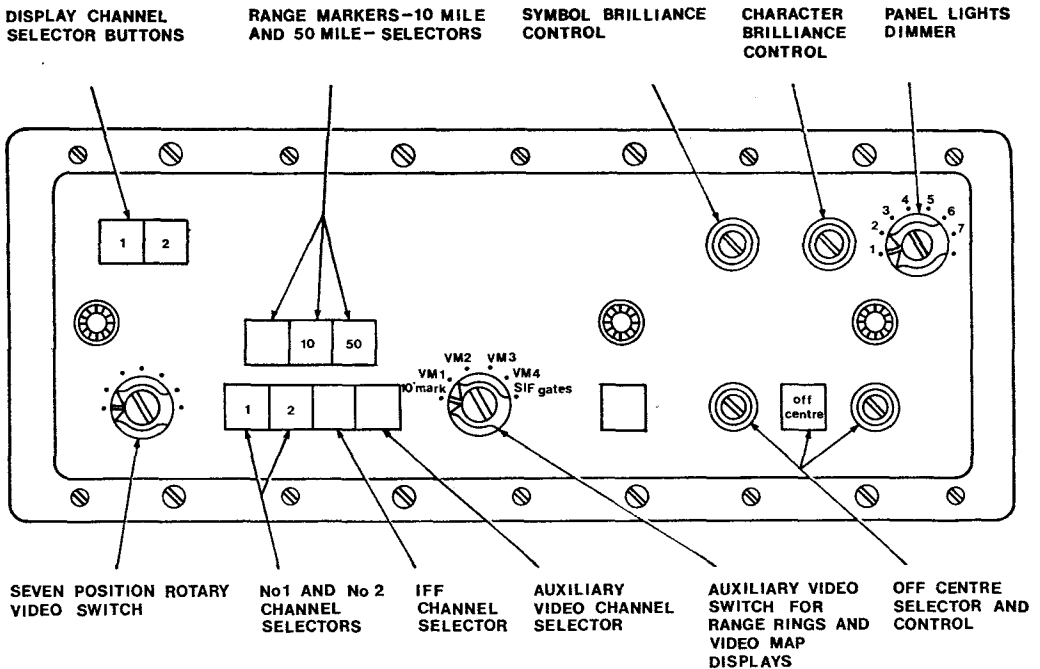 DISPLAY CHANNEL
SELECTOR BUTTONS
RANGE MARKERS-10 MILE
AND 50 MILE- SELECTORS
SYMBOL BRILLIANCE
CONTROL
CHARACTER
BRILLIANCE
CONTROL
PANEL LIGHTS
DIMMER
1 2
1 2 3 4 5 6 7
10 50
10°mark VM1 VM2 VM3 VM4 SIF gates
1 2
off
centre
SEVEN POSITION ROTARY
VIDEO SWITCH
No1 AND No 2
CHANNEL
SELECTORS
IFF
CHANNEL
SELECTOR
AUXILIARY
VIDEO CHANNEL
SELECTOR
AUXILIARY VIDEO
SWITCH FOR
RANGE RINGS AND
VIDEO MAP
DISPLAYS
OFF CENTRE
SELECTOR AND
CONTROL